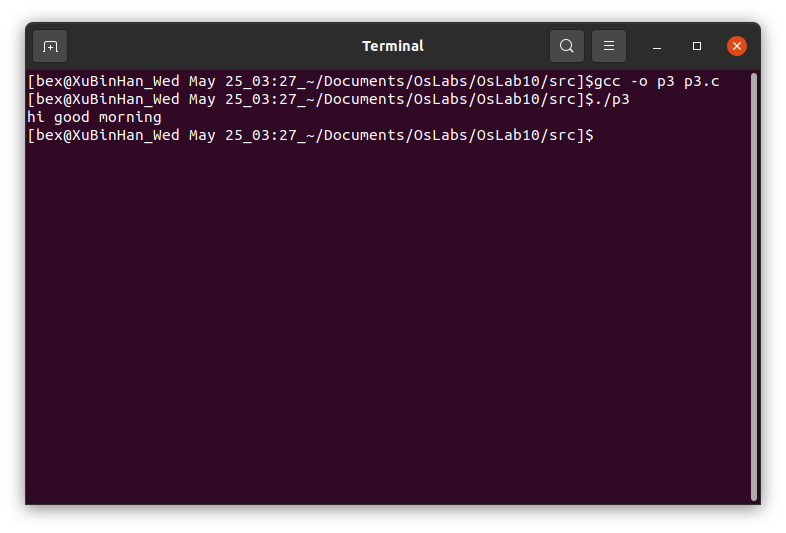 Terminal
[bex@XuBinHan_Wed May 25_03:27_~/Documents/OsLabs/OsLab10/src]$gcc -o p3 p3.c
[bex@XuBinHan_Wed May 25_03:27_~/Documents/OsLabs/OsLab10/src]$./p3
hi good morning
[bex@XuBinHan_Wed May 25_03:27_~/Documents/OsLabs/OsLab10/src]$